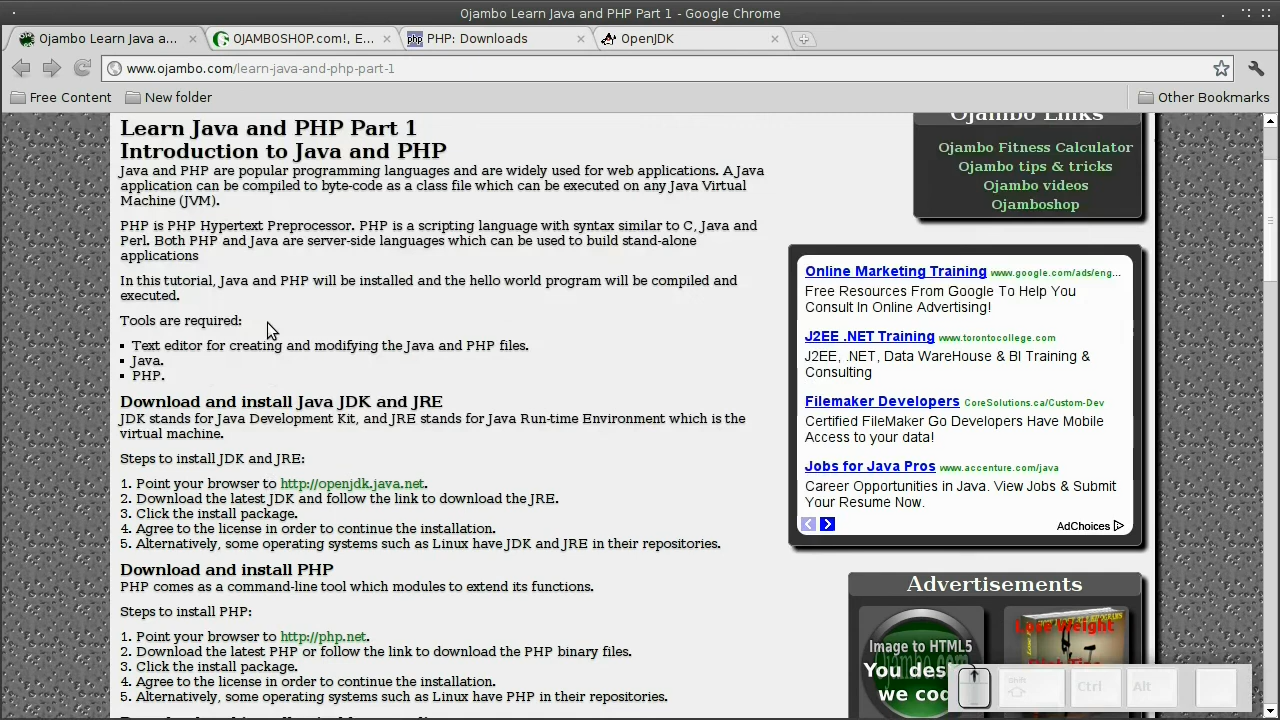 Ojambo Learn Java and PHP Part 1 - Google Chrome
Ojambo Learn Java a...
OJAMBOSHOP.com!, E...
php PHP: Downloads
OpenJDK
www.ojambo.com/learn-java-and-php-part-1
Free Content New folder
Other Bookmarks
Learn Java and PHP Part 1
Introduction to Java and PHP
Java and PHP are popular programming languages and are widely used for web applications. A Java
application can be compiled to byte-code as a class file which can be executed on any Java Virtual
Machine (JVM).
PHP is PHP Hypertext Preprocessor. PHP is a scripting language with syntax similar to C, Java and
Perl. Both PHP and Java are server-side languages which can be used to build stand-alone
applications
In this tutorial, Java and PHP will be installed and the hello world program will be compiled and
executed.
Tools are required:
Text editor for creating and modifying the Java and PHP files.
Java.
PHP.
Download and install Java JDK and JRE
JDK stands for Java Development Kit, and JRE stands for Java Run-time Environment which is the
virtual machine.
Steps to install JDK and JRE:
1. Point your browser to http://openjdk.java.net.
2. Download the latest JDK and follow the link to download the JRE.
3. Click the install package.
4. Agree to the license in order to continue the installation.
5. Alternatively, some operating systems such as Linux have JDK and JRE in their repositories.
Download and install PHP
PHP comes as a command-line tool which modules to extend its functions.
Steps to install PHP:
1. Point your browser to http://php.net.
2. Download the latest PHP or follow the link to download the PHP binary files.
3. Click the install package.
4. Agree to the license in order to continue the installation.
5. Alternatively, some operating systems such as Linux have PHP in their repositories.
Ojambo Links
Ojambo Fitness Calculator
Ojambo tips & tricks
Ojambo videos
Ojamboshop
Online Marketing Training www.google.com/ads/eng...
Free Resources From Google To Help You
Consult In Online Advertising!
J2EE .NET Training www.torontocollege.com
J2EE, .NET, Data WareHouse & BI Training &
Consulting
Filemaker Developers CoreSolutions.ca/Custom-Dev
Certified FileMaker Go Developers Have Mobile
Access to your data!
Jobs for Java Pros www.accenture.com/java
Career Opportunities in Java. View Jobs & Submit
Your Resume Now.
AdChoices
Advertisements
Image to HTML5
You des
we cod
Lose Weight
Shift
Ctrl
Alt